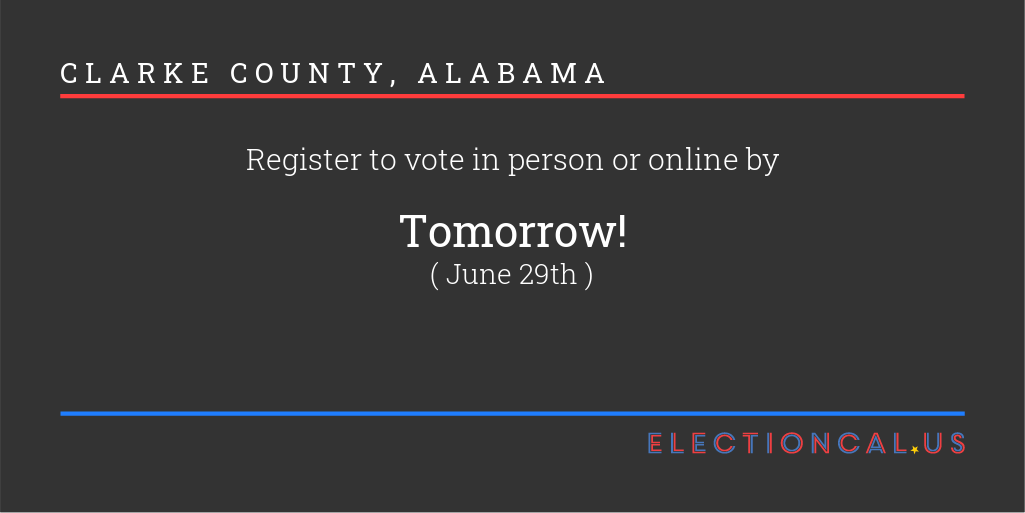 CLARKE COUNTY, ALABAMA
Register to vote in person or online by
Tomorrow!
( June 29th )
ELECTIONCAL.US